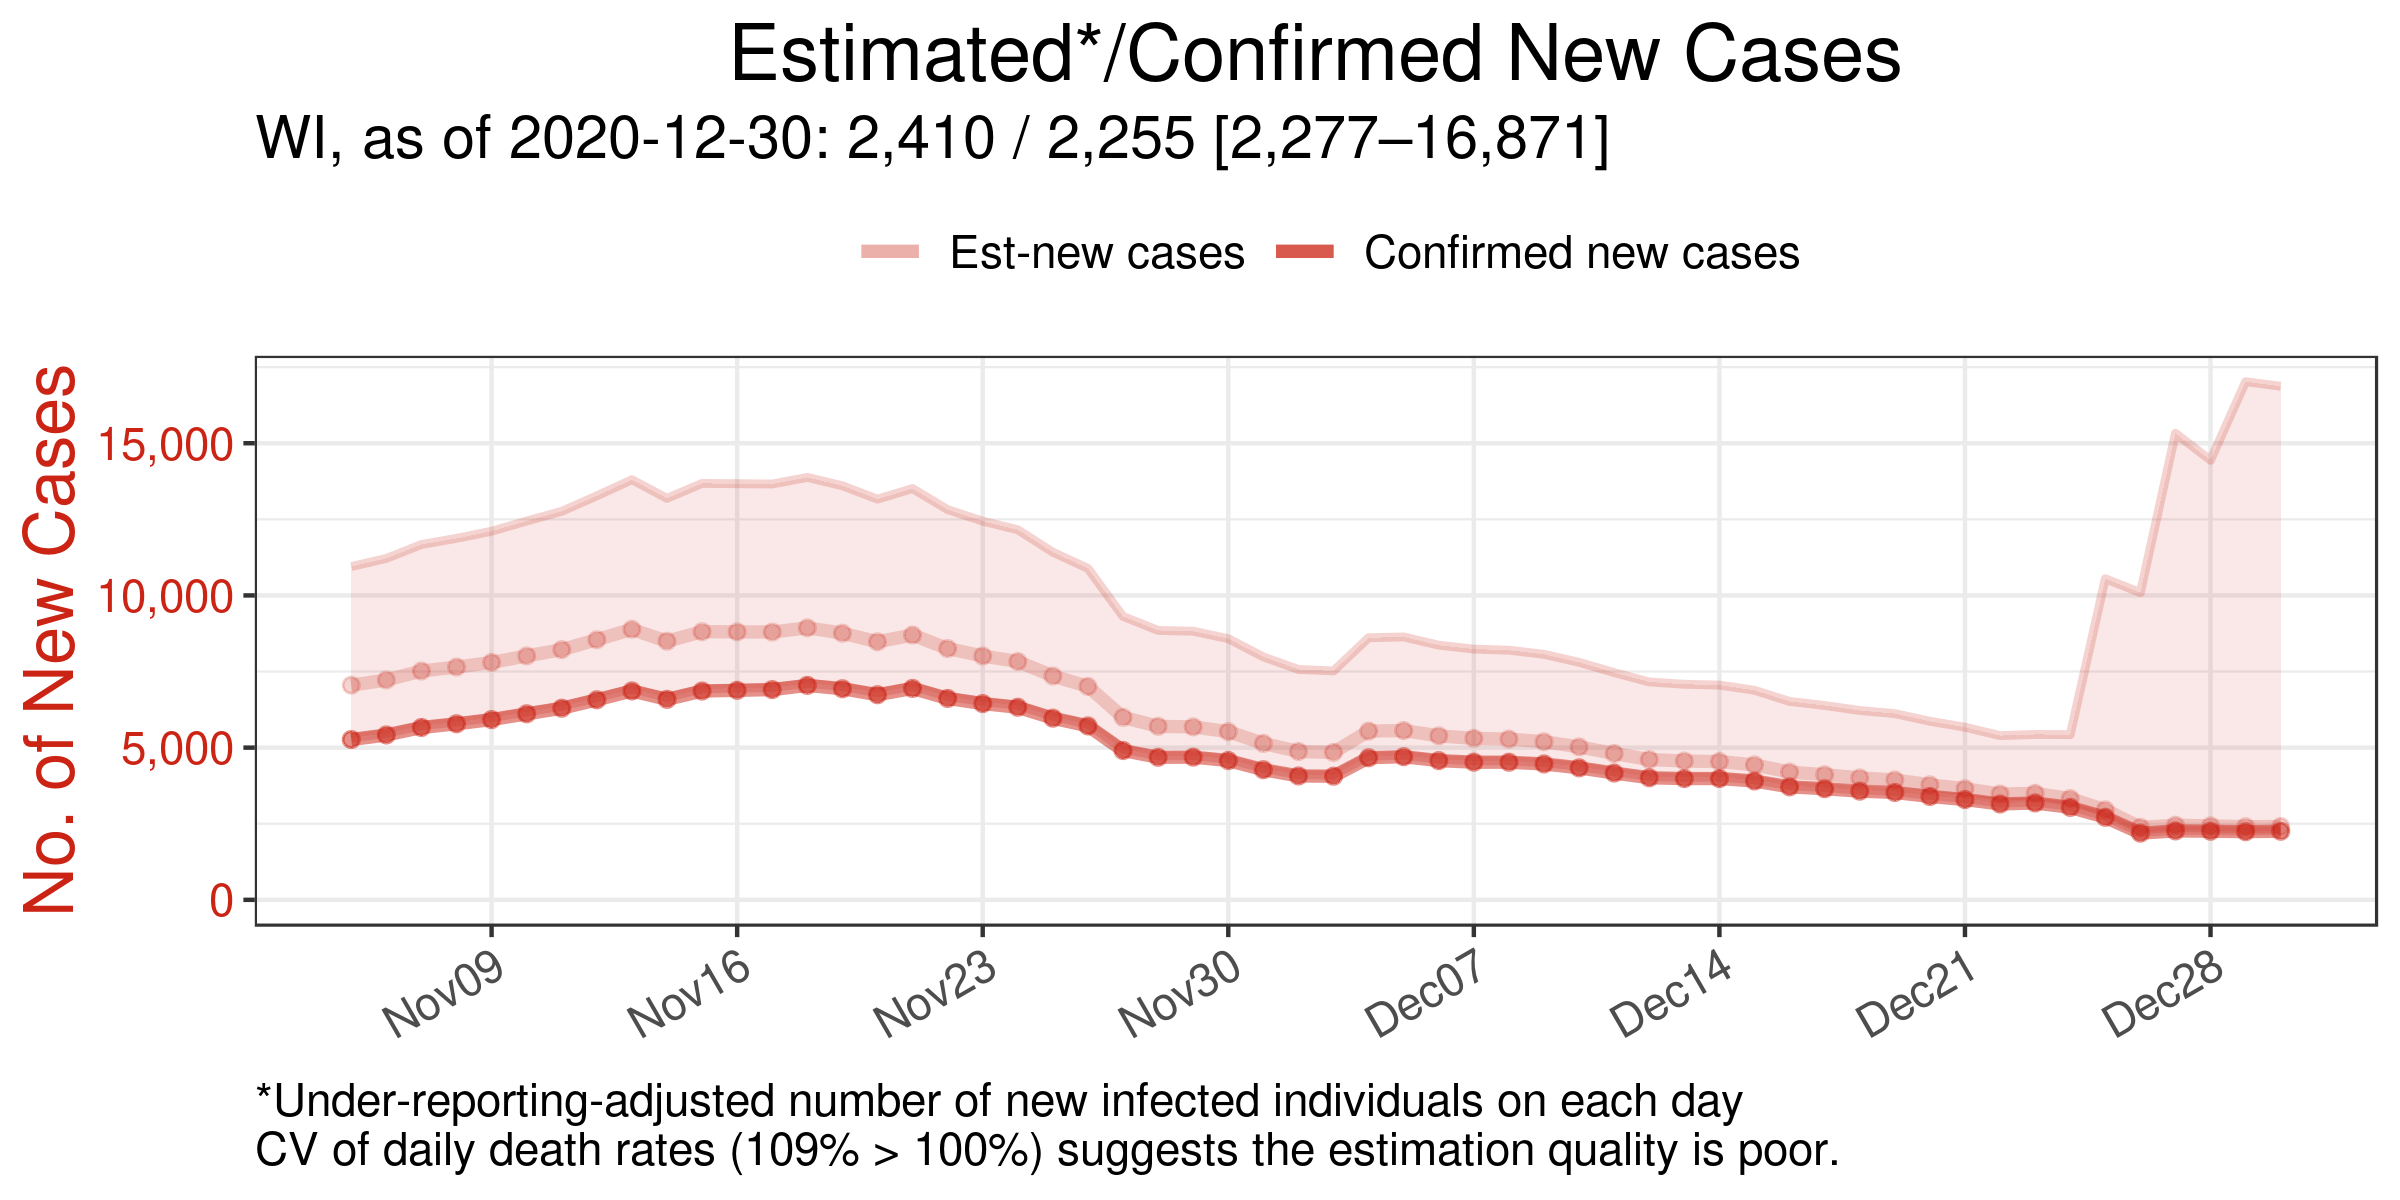 Estimated*/Confirmed New Cases
WI, as of 2020-12-30: 2,410 / 2,255 [2,277–16,871]
Est-new cases Confirmed new cases
No. of New Cases
15,000
10,000
5,000
0
Nov09 Nov16 Nov23 Nov30 Dec07 Dec14 Dec21 Dec28
*Under-reporting-adjusted number of new infected individuals on each day
CV of daily death rates (109% > 100%) suggests the estimation quality is poor.